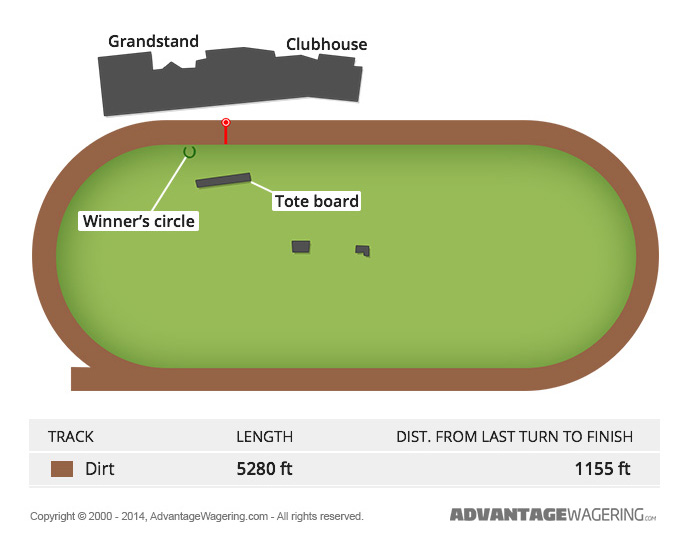 Grandstand
Clubhouse
Winner's circle
Tote board
TRACK LENGTH DIST. FROM LAST TURN TO FINISH
Dirt 5280 ft 1155 ft
Copyright © 2000 - 2014, AdvantageWagering.com - All rights reserved.
ADVANTAGEWAGERING.COM